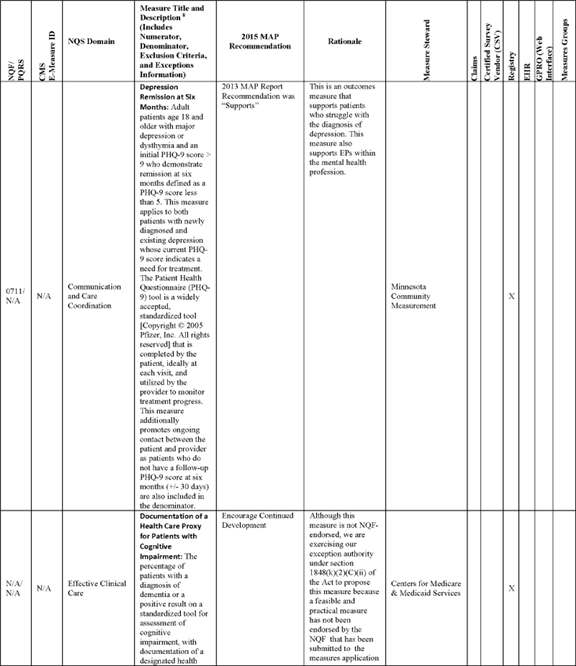 NQF/
PQRS
CMS
E-Measure ID
NQS Domain
Measure Title and
Description ¥
(Includes
Numerator,
Denominator,
Exclusion Criteria,
and Exceptions
Information)
2015 MAP
Recommendation
Rationale
Measure Steward
Claims
Certified Survey
Vendor (CSV)
Registry
EHR
GPRO (Web
Interface)
Measures Groups
0711/
N/A
N/A
Communication
and Care
Coordination
Depression
Remission at Six
Months: Adult
patients age 18 and
older with major
depression or
dysthymia and an
initial PHQ-9 score >
9 who demonstrate
remission at six
months defined as a
PHQ-9 score less
than 5. This measure
applies to both
patients with newly
diagnosed and
existing depression
whose current PHQ-
9 score indicates a
need for treatment.
The Patient Health
Questionnaire (PHQ-
9) tool is a widely
accepted,
standardized tool
[Copyright © 2005
Pfizer, Inc. All rights
reserved] that is
completed by the
patient, ideally at
each visit, and
utilized by the
provider to monitor
treatment progress.
This measure
additionally
promotes ongoing
contact between the
patient and provider
as patients who do
not have a follow-up
PHQ-9 score at six
months (+/- 30 days)
are also included in
the denominator.
2013 MAP Report
Recommendation was
“Supports”
This is an outcomes
measure that
supports patients
who struggle with
the diagnosis of
depression. This
measure also
supports EPs within
the mental health
profession.
Minnesota
Community
Measurement
X
N/A/
N/A
N/A
Effective Clinical
Care
Documentation of a
Health Care Proxy
for Patients with
Cognitive
Impairment: The
percentage of
patients with a
diagnosis of
dementia or a
positive result on a
standardized tool for
assessment of
cognitive
impairment, with
documentation of a
designated health
Encourage Continued
Development
Although this
measure is not NQF-
endorsed, we are
exercising our
exception authority
under section
1848(k)(2)(C)(ii) of
the Act to propose
this measure because
a feasible and
practical measure
has not been
endorsed by the
NQF that has been
submitted to the
measures application
Centers for Medicare
& Medicaid Services
X